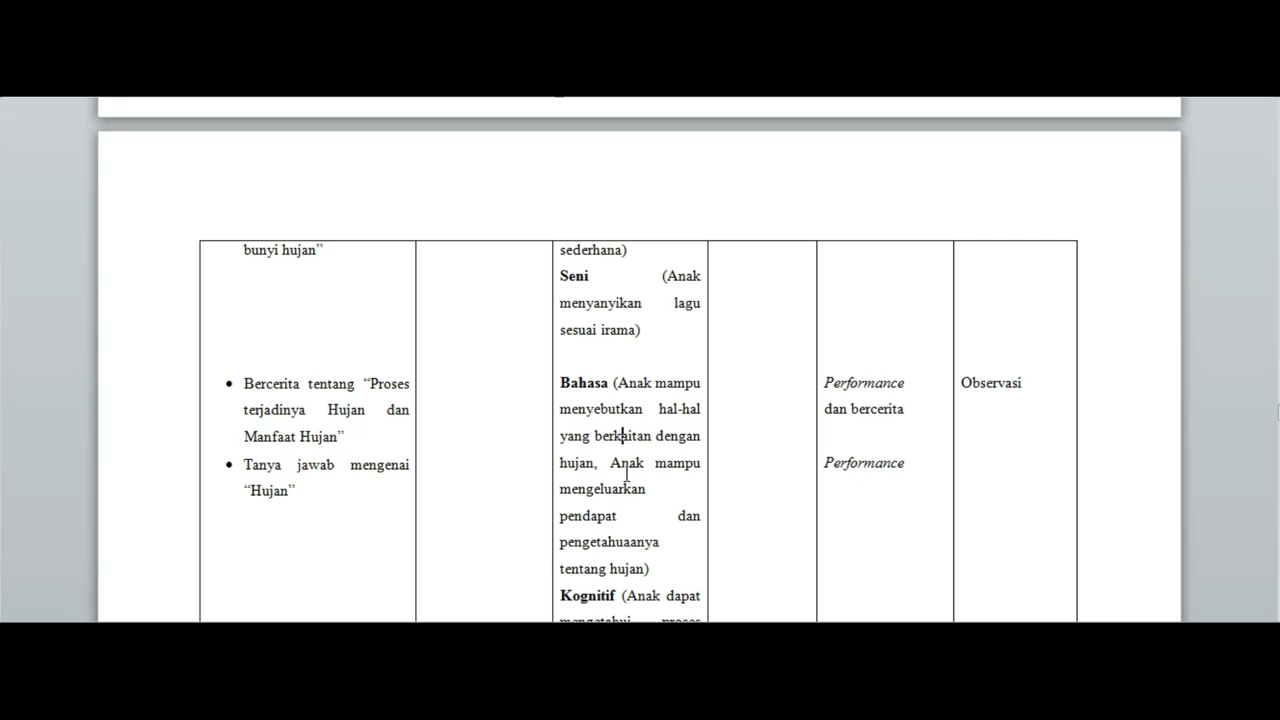 bunyi hujan”
sederhana)
Seni (Anak
menyanyikan lagu
sesuai irama)
• Bercerita tentang “Proses
terjadinya Hujan dan
Manfaat Hujan”
• Tanya jawab mengenai
“Hujan”
Bahasa (Anak mampu
menyebutkan hal-hal
yang berkaitan dengan
hujan, Anak mampu
mengeluarkan
pendapat dan
pengetahuaanya
tentang hujan)
Kognitif (Anak dapat
mengetahui proses
Performance
dan bercerita
Performance
Observasi